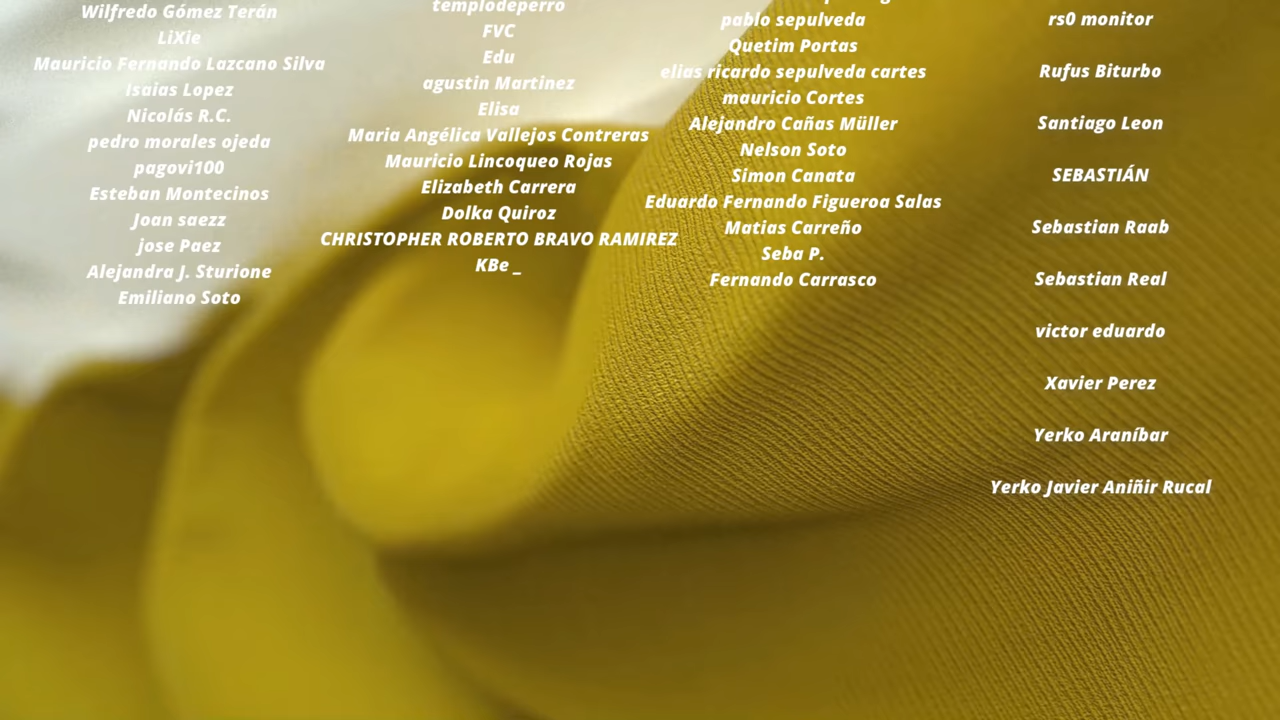 Wilfredo Gómez Terán
LiXie
Mauricio Fernando Lazcano Silva
Isaias Lopez
Nicolás R.C.
pedro morales ojeda
pagovi100
Esteban Montecinos
Joan saezz
jose Paez
Alejandra J. Sturione
Emiliano Soto
templodeperro
FVC
Edu
agustin Martinez
Elisa
Maria Angélica Vallejos Contreras
Mauricio Lincoqueo Rojas
Elizabeth Carrera
Dolka Quiroz
CHRISTOPHER ROBERTO BRAVO RAMIREZ
KBe _
pablo sepulveda
Quetim Portas
elias ricardo sepulveda cartes
mauricio Cortes
Alejandro Cañas Müller
Nelson Soto
Simon Canata
Eduardo Fernando Figueroa Salas
Matias Carreño
Seba P.
Fernando Carrasco
rs0 monitor
Rufus Biturbo
Santiago Leon
SEBASTIÁN
Sebastian Raab
Sebastian Real
victor eduardo
Xavier Perez
Yerko Araníbar
Yerko Javier Aniñir Rucal